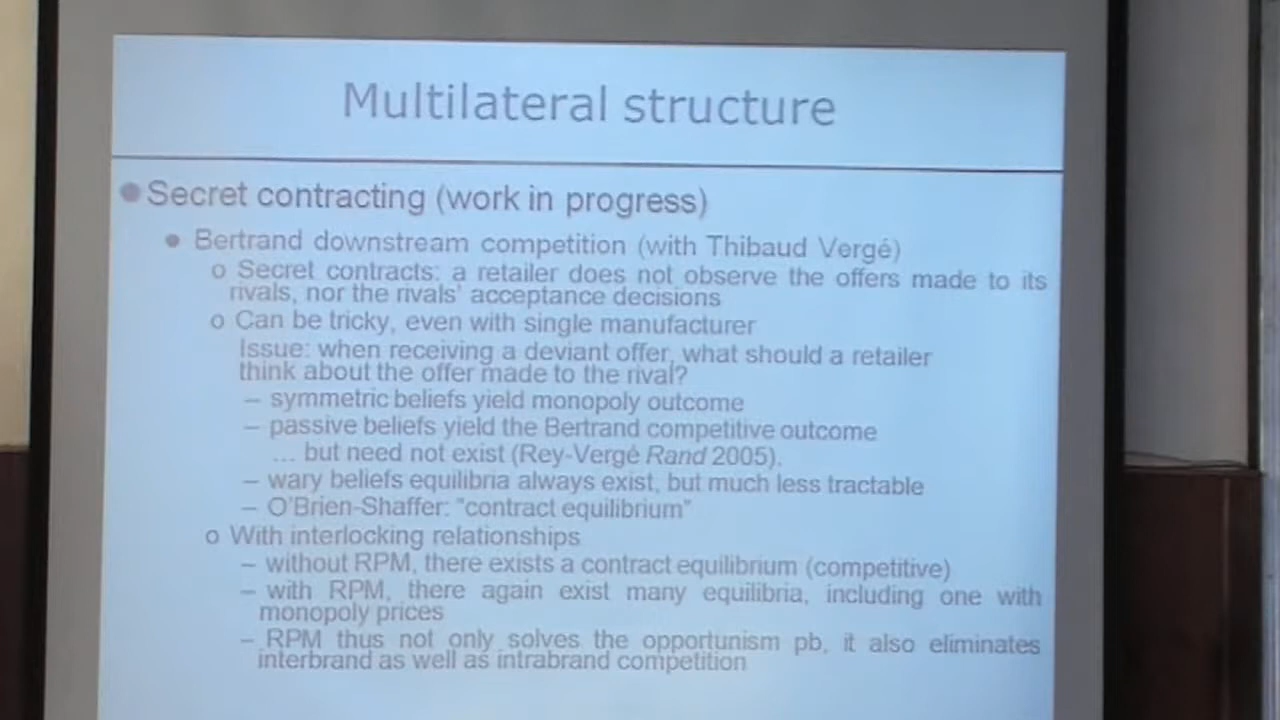 Multilateral structure
● Secret contracting (work in progress)
● Bertrand downstream competition (with Thibaud Vergé)
o Secret contracts: a retailer does not observe the offers made to its
rivals, nor the rivals' acceptance decisions
o Can be tricky, even with single manufacturer
Issue: when receiving a deviant offer, what should a retailer
think about the offer made to the rival?
– symmetric beliefs yield monopoly outcome
– passive beliefs yield the Bertrand competitive outcome
... but need not exist (Rey-Vergé Rand 2005).
– wary beliefs equilibria always exist, but much less tractable
– O'Brien-Shaffer: "contract equilibrium"
o With interlocking relationships
– without RPM, there exists a contract equilibrium (competitive)
– with RPM, there again exist many equilibria, including one with
monopoly prices
– RPM thus not only solves the opportunism pb, it also eliminates
interbrand as well as intrabrand competition